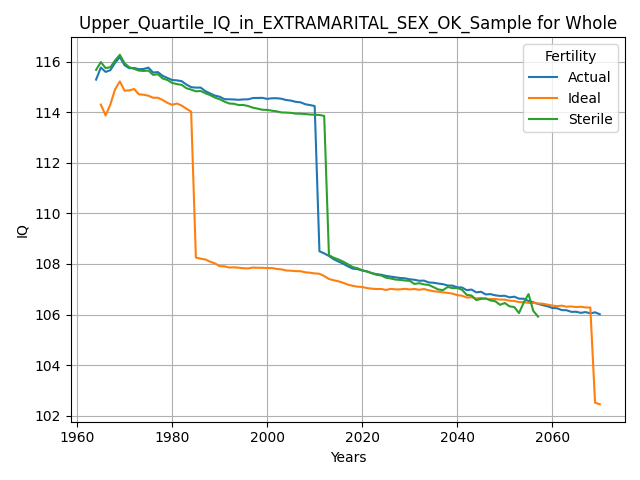 Upper_Quartile_IQ_in_EXTRAMARITAL_SEX_OK_Sample for Whole
Fertility
Actual
Ideal
Sterile
IQ
116
114
112
110
108
106
104
102
1960
1980
2000
2020
2040
2060
Years